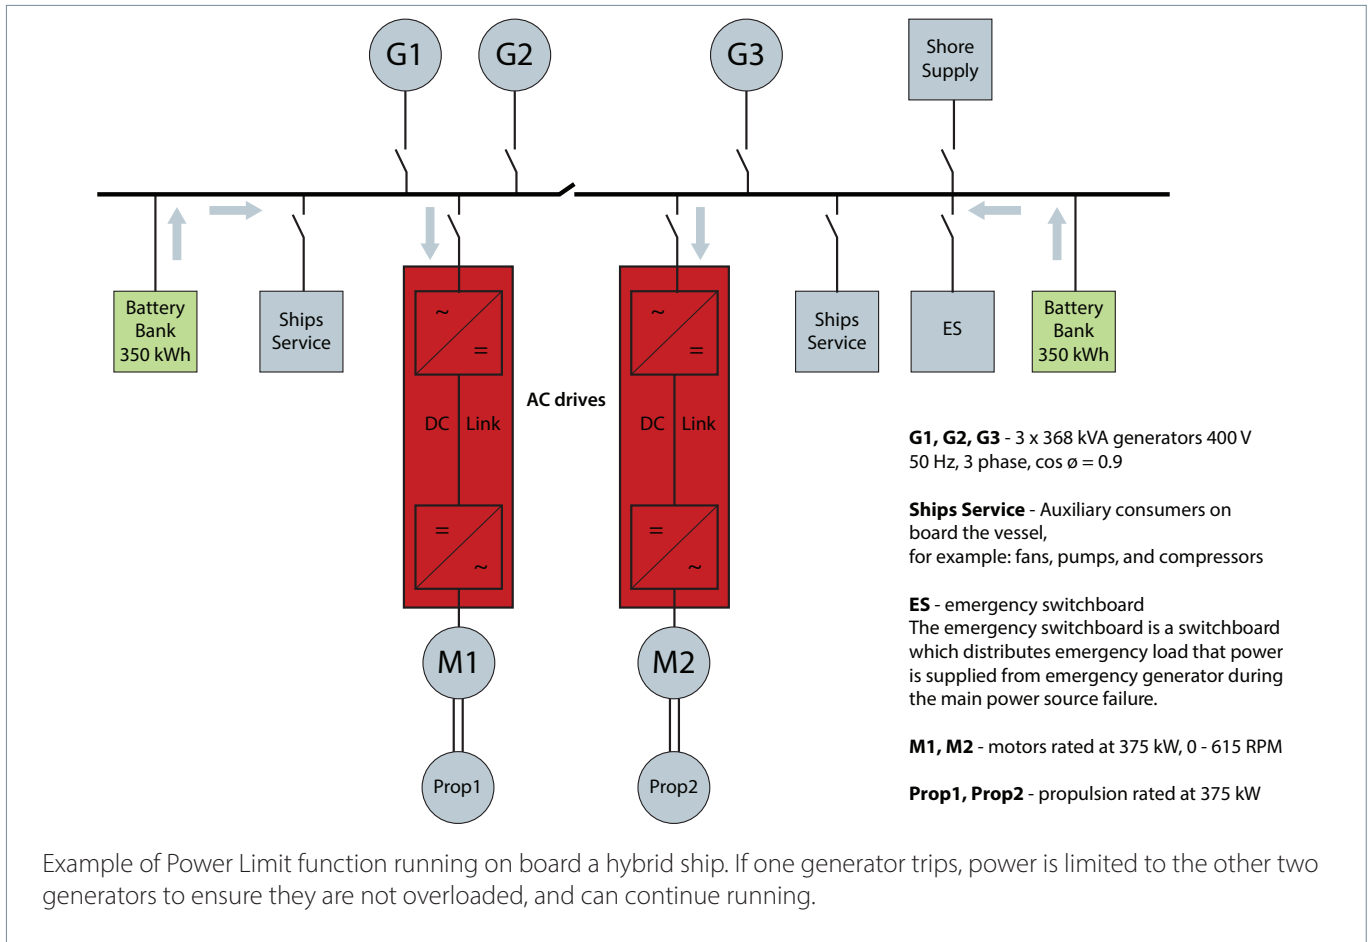 G1
G2
G3
Shore
Supply
Battery
Bank
350 kWh
Ships
Service
~
=
~
=
Ships
Service
ES
Battery
Bank
350 kWh
AC drives
DC Link
DC Link
=
~
=
~
M1
M2
Prop1
Prop2
G1, G2, G3 - 3 x 368 kVA generators 400 V
50 Hz, 3 phase, cos ø = 0.9
Ships Service - Auxiliary consumers on
board the vessel,
for example: fans, pumps, and compressors
ES - emergency switchboard
The emergency switchboard is a switchboard
which distributes emergency load that power
is supplied from emergency generator during
the main power source failure.
M1, M2 - motors rated at 375 kW, 0 - 615 RPM
Prop1, Prop2 - propulsion rated at 375 kW
Example of Power Limit function running on board a hybrid ship. If one generator trips, power is limited to the other two
generators to ensure they are not overloaded, and can continue running.